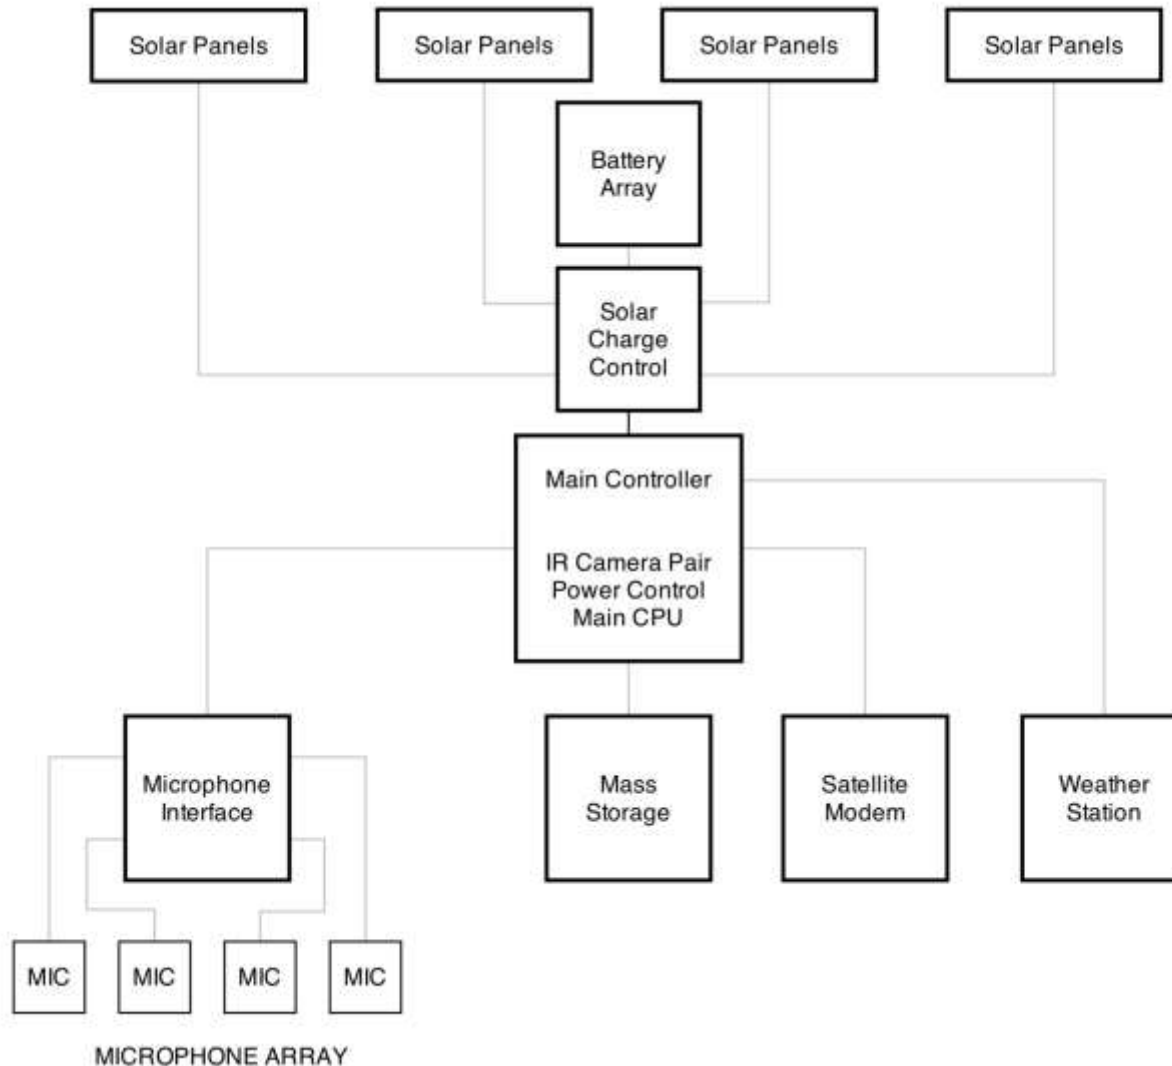 Solar Panels
Solar Panels
Solar Panels
Solar Panels
Battery
Array
Solar
Charge
Control
Main Controller
IR Camera Pair
Power Control
Main CPU
Microphone
Interface
Mass
Storage
Satellite
Modem
Weather
Station
MIC
MIC
MIC
MIC
MICROPHONE ARRAY